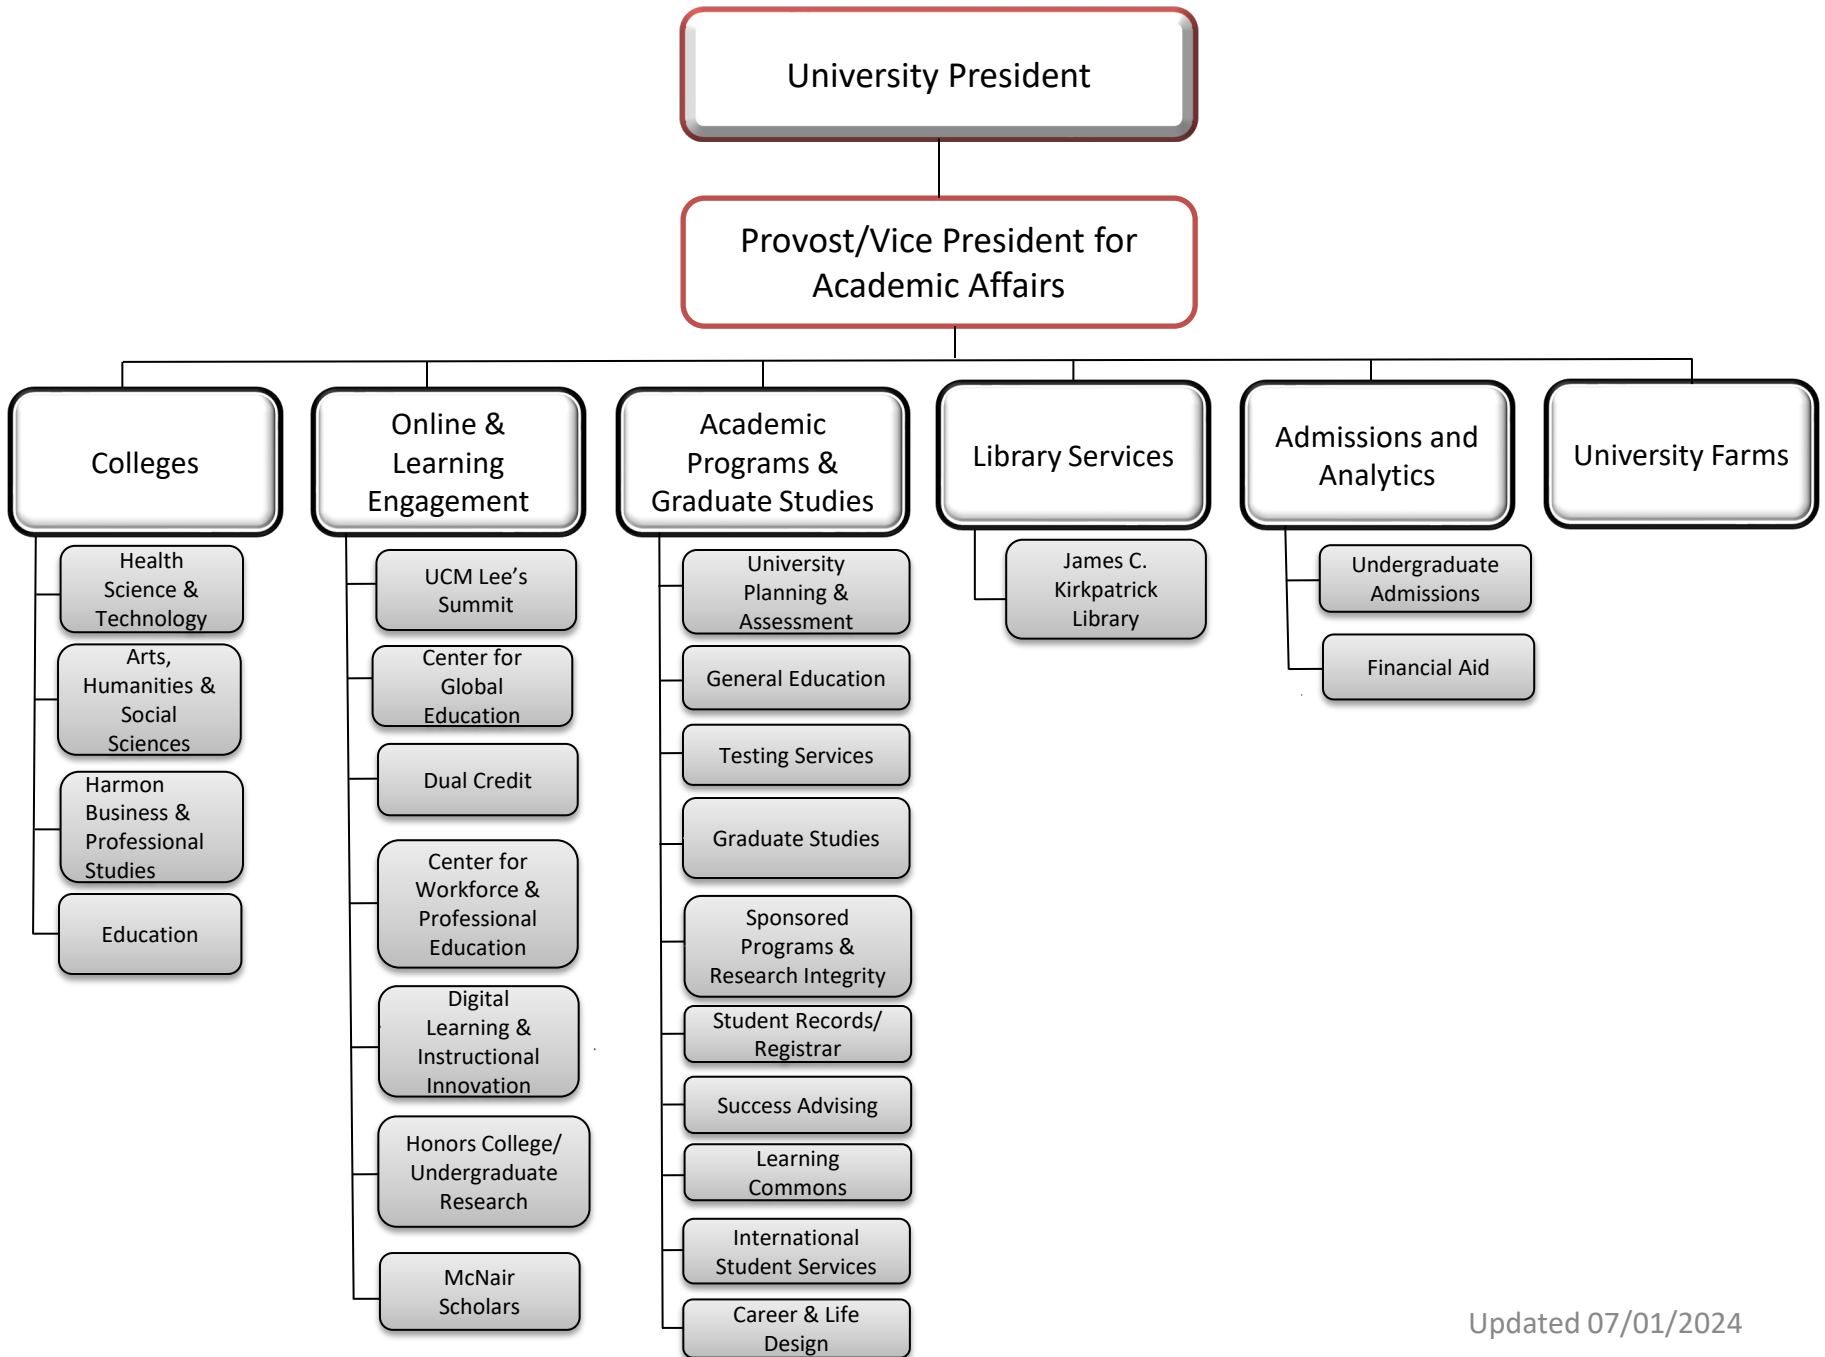 University President
Provost/Vice President for
Academic Affairs
Colleges
Health
Science &
Technology
Arts,
Humanities &
Social
Sciences
Harmon
Business &
Professional
Studies
Education
Online &
Learning
Engagement
UCM Lee’s
Summit
Center for
Global
Education
Dual Credit
Center for
Workforce &
Professional
Education
Digital
Learning &
Instructional
Innovation
Honors College/
Undergraduate
Research
McNair
Scholars
Academic
Programs &
Graduate Studies
University
Planning &
Assessment
General Education
Testing Services
Graduate Studies
Sponsored
Programs &
Research Integrity
Student Records/
Registrar
Success Advising
Learning
Commons
International
Student Services
Career & Life
Design
Library Services
James C.
Kirkpatrick
Library
Admissions and
Analytics
Undergraduate
Admissions
Financial Aid
University Farms
Updated 07/01/2024